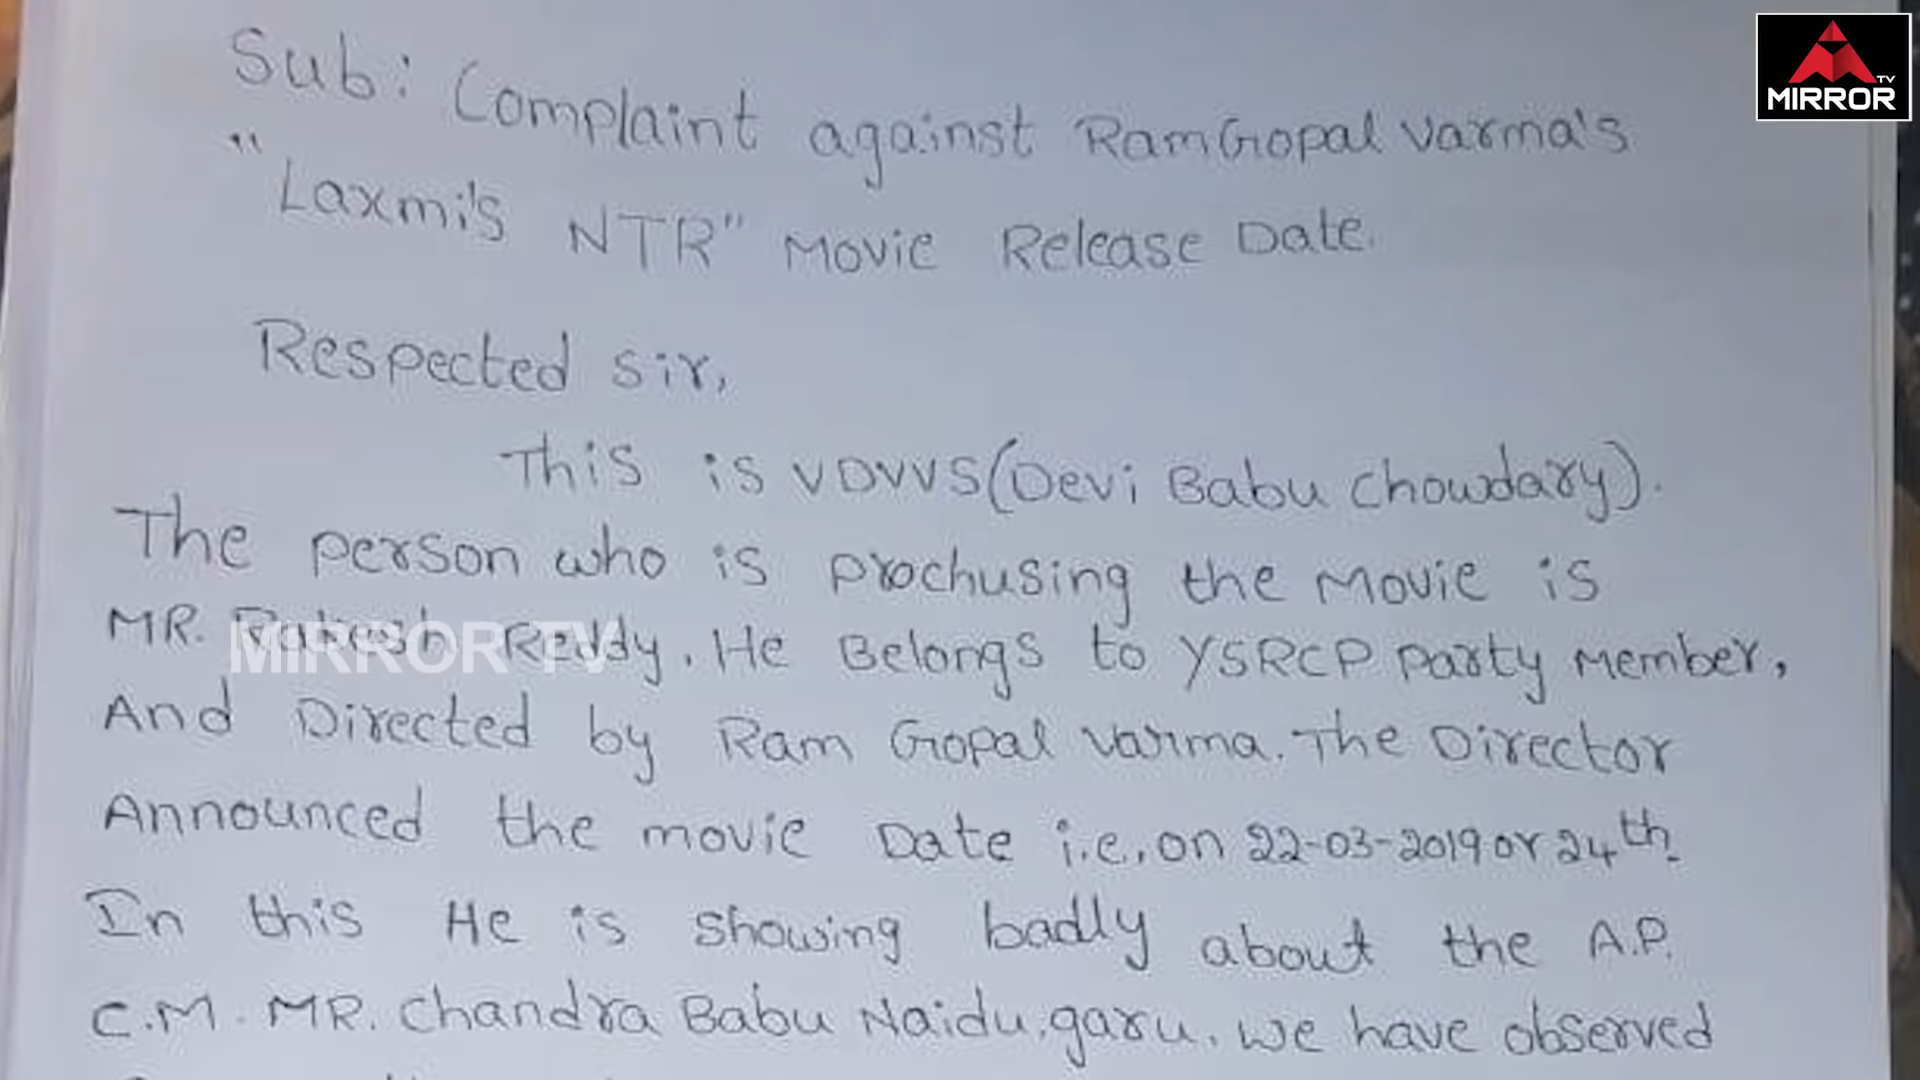 Sub: Complaint against RamGopal Varma's
"Laxmi's NTR" Movie Release Date.
Respected Sir,
This is VDVVS(Devi Babu Chowdary).
The person who is prochusing the Movie is
MR. Rakesh Reddy. He Belongs to YSRCP Party Member,
And Directed by Ram Gopal Varma. The Director
Announced the movie Date i.e, on 22-03-2019 or 24th.
In this He is showing badly about the A.P.
C.M. MR. Chandra Babu Naidu, garu. We have observed
MIRROR TV
TV
MIRROR